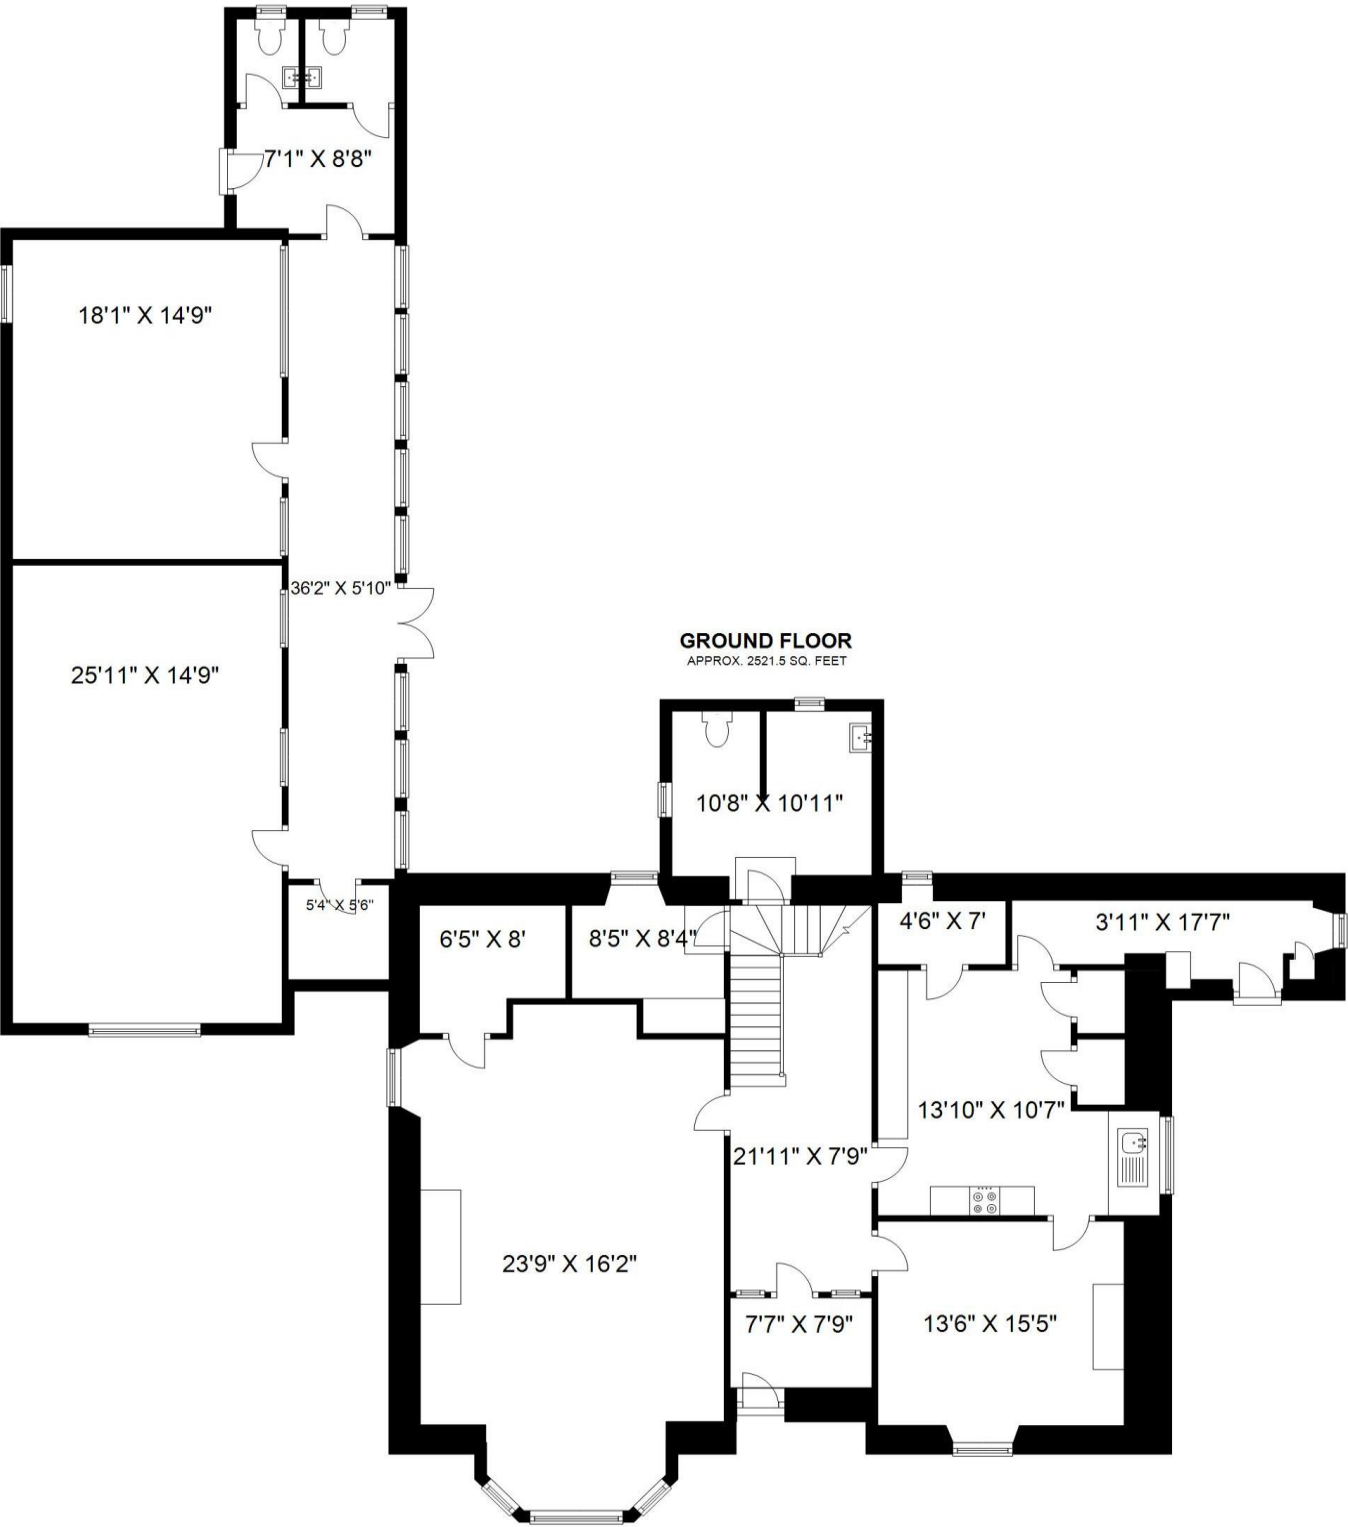 7'1" X 8'8"
18'1" X 14'9"
36'2" X 5'10"
25'11" X 14'9"
GROUND FLOOR
APPROX. 2521.5 SQ. FEET
10'8" X 10'11"
5'4" X 5'6"
6'5" X 8'
8'5" X 8'4"
4'6" X 7'
3'11" X 17'7"
13'10" X 10'7"
21'11" X 7'9"
23'9" X 16'2"
7'7" X 7'9"
13'6" X 15'5"